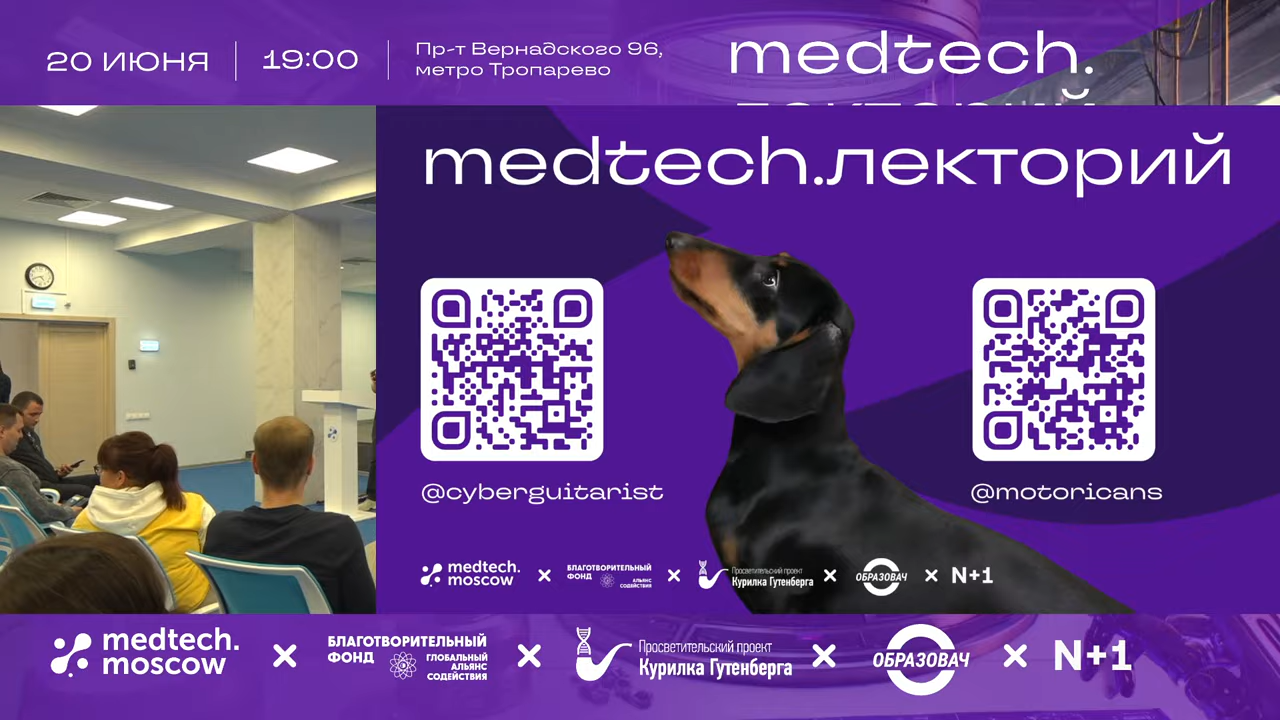 20 ИЮНЯ
19:00
Пр-т Вернадского 96,
метро Тропарево
medtech.
лекторий
medtech.лекторий
@cyberguitarist
@motoricans
medtech.
moscow
×
БЛАГОТВОРИТЕЛЬНЫЙ
ФОНД
АЛЬЯНС
СОДЕЙСТВИЯ
×
Просветительский проект
Курилка Гутенберга
×
ОБРАЗОВАЧ
×
N+1
medtech.
moscow
×
БЛАГОТВОРИТЕЛЬНЫЙ
ФОНД
ГЛОБАЛЬНЫЙ
АЛЬЯНС
СОДЕЙСТВИЯ
×
Просветительский проект
Курилка Гутенберга
×
ОБРАЗОВАЧ
×
N+1